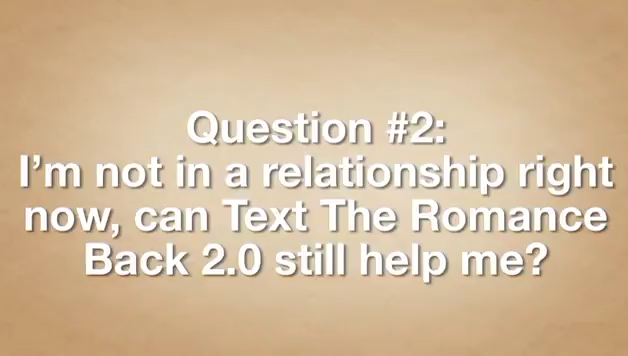 Question #2:
I’m not in a relationship right
now, can Text The Romance
Back 2.0 still help me?